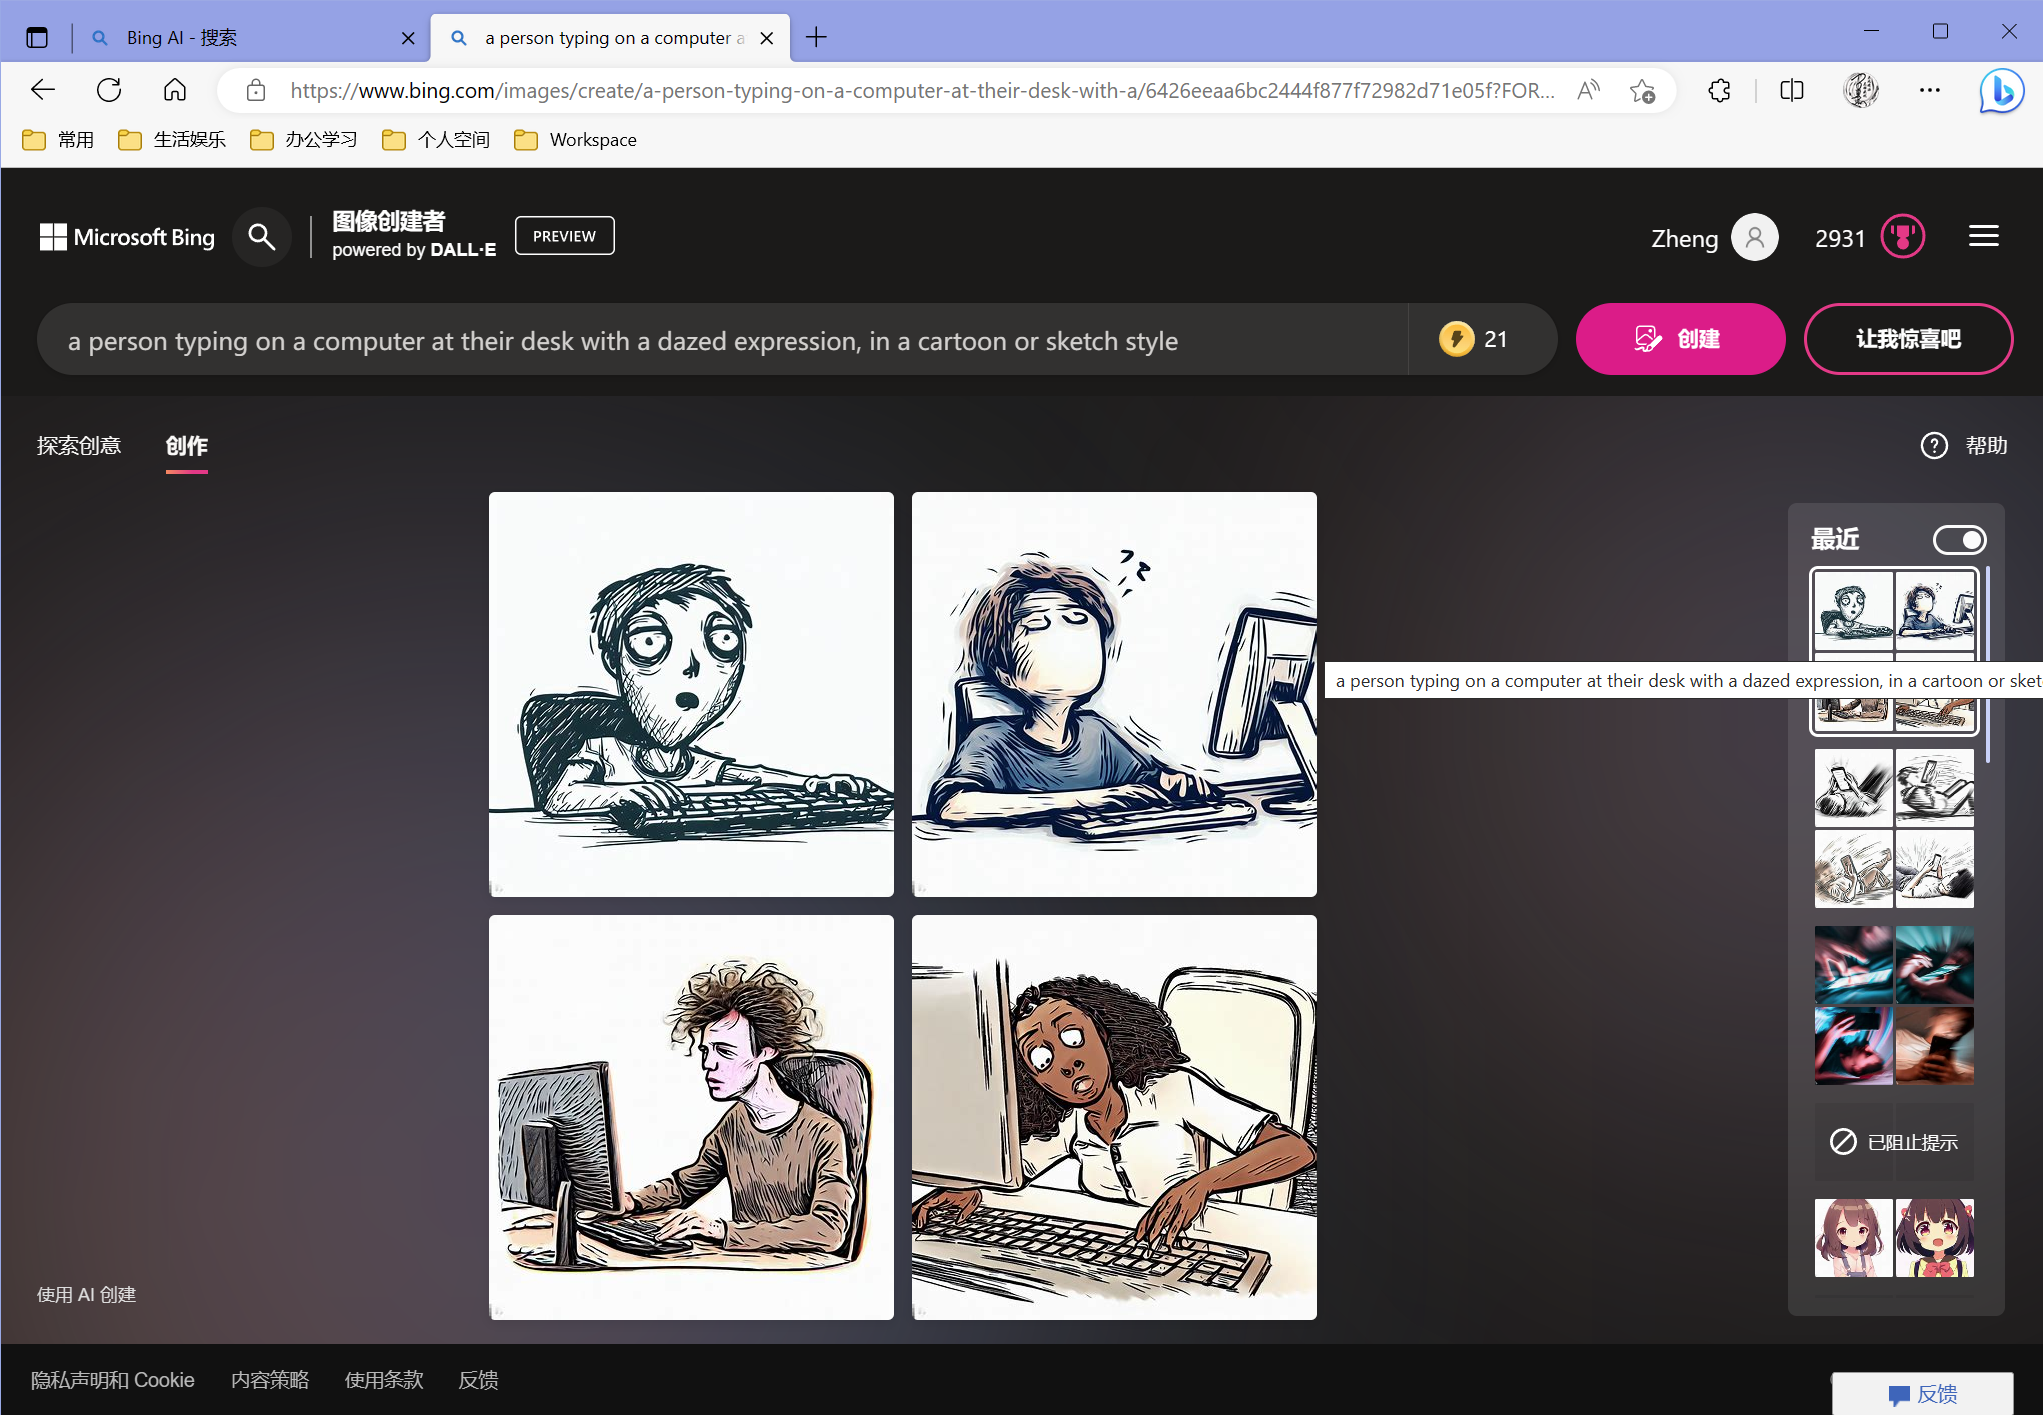 Bing AI - 搜索
a person typing on a computer a
https://www.bing.com/images/create/a-person-typing-on-a-computer-at-their-desk-with-a/6426eeaa6bc2444f877f72982d71e05f?FOR...
常用
生活娱乐
办公学习
个人空间
Workspace
Microsoft Bing
图像创建者
powered by DALL·E
PREVIEW
Zheng
2931
a person typing on a computer at their desk with a dazed expression, in a cartoon or sketch style
21
创建
让我惊喜吧
探索创意
创作
帮助
最近
a person typing on a computer at their desk with a dazed expression, in a cartoon or sket
已阻止提示
使用 AI 创建
隐私声明和 Cookie
内容策略
使用条款
反馈
反馈